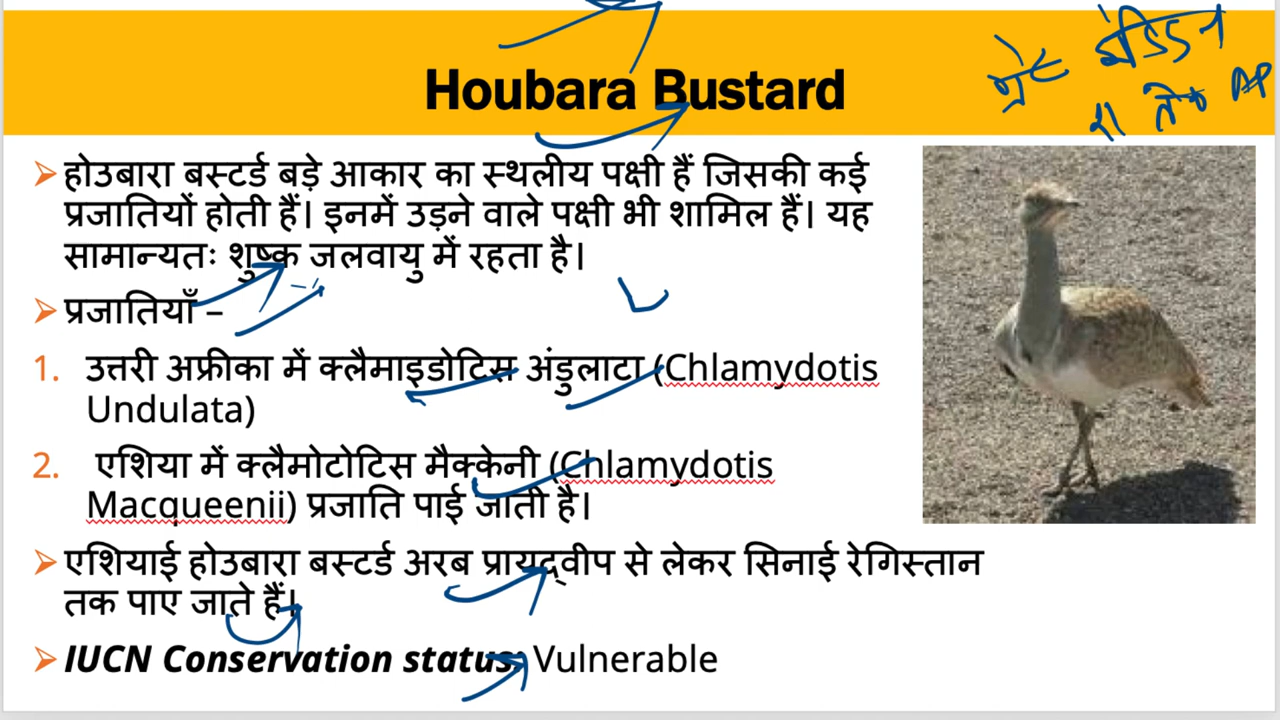 Houbara Bustard
ग्रेट इंडियन
होउबारा बस्टर्ड बड़े आकार का स्थलीय पक्षी हैं जिसकी कई
प्रजातियों होती हैं। इनमें उड़ने वाले पक्षी भी शामिल हैं। यह
सामान्यतः शुष्क जलवायु में रहता है।
प्रजातियाँ –
1. उत्तरी अफ्रीका में क्लैमाइडोटिस अंडुलाटा (Chlamydotis
Undulata)
2. एशिया में क्लैमोटोटिस मैक्केनी (Chlamydotis
Macqueenii) प्रजाति पाई जाती है।
एशियाई होउबारा बस्टर्ड अरब प्रायद्वीप से लेकर सिनाई रेगिस्तान
तक पाए जाते हैं।
IUCN Conservation status: Vulnerable